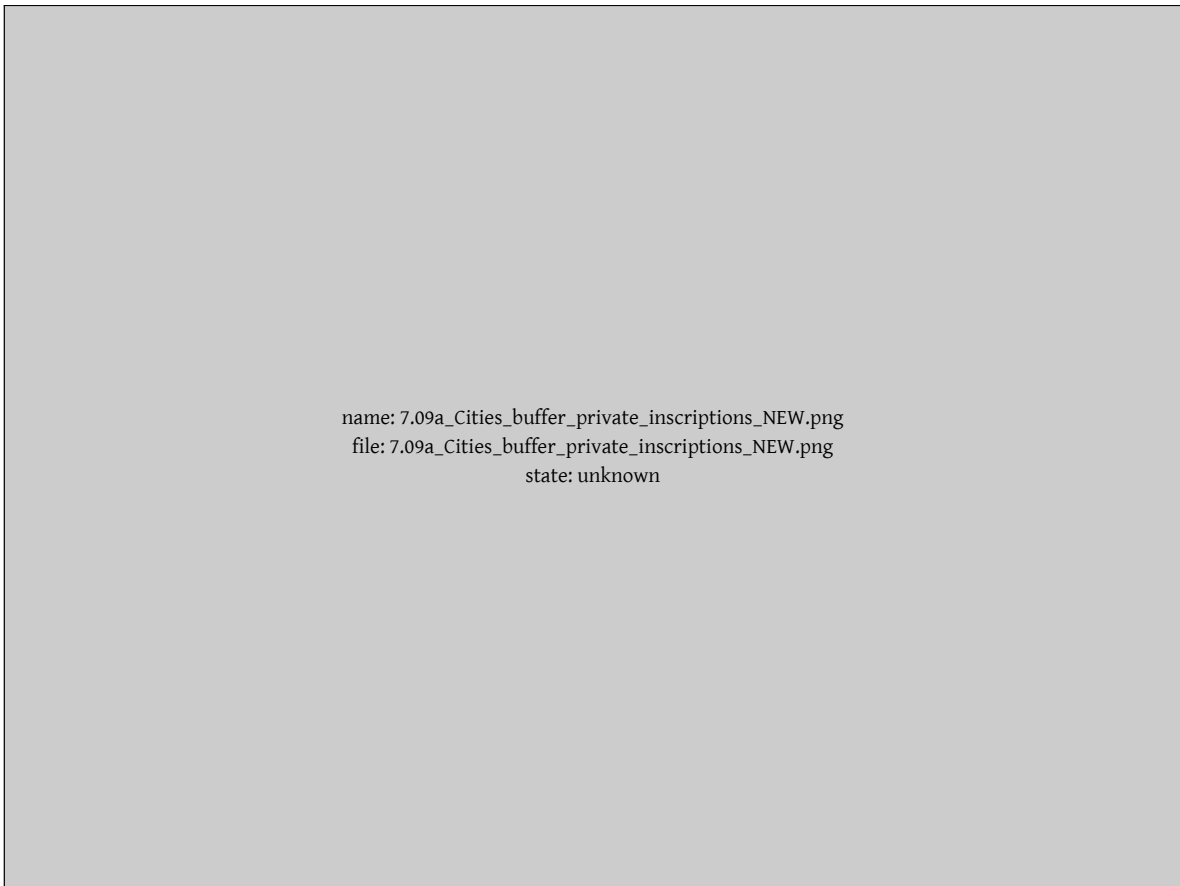 name: 7.09a_Cities_buffer_private_inscriptions_NEW.png
file: 7.09a_Cities_buffer_private_inscriptions_NEW.png
state: unknown